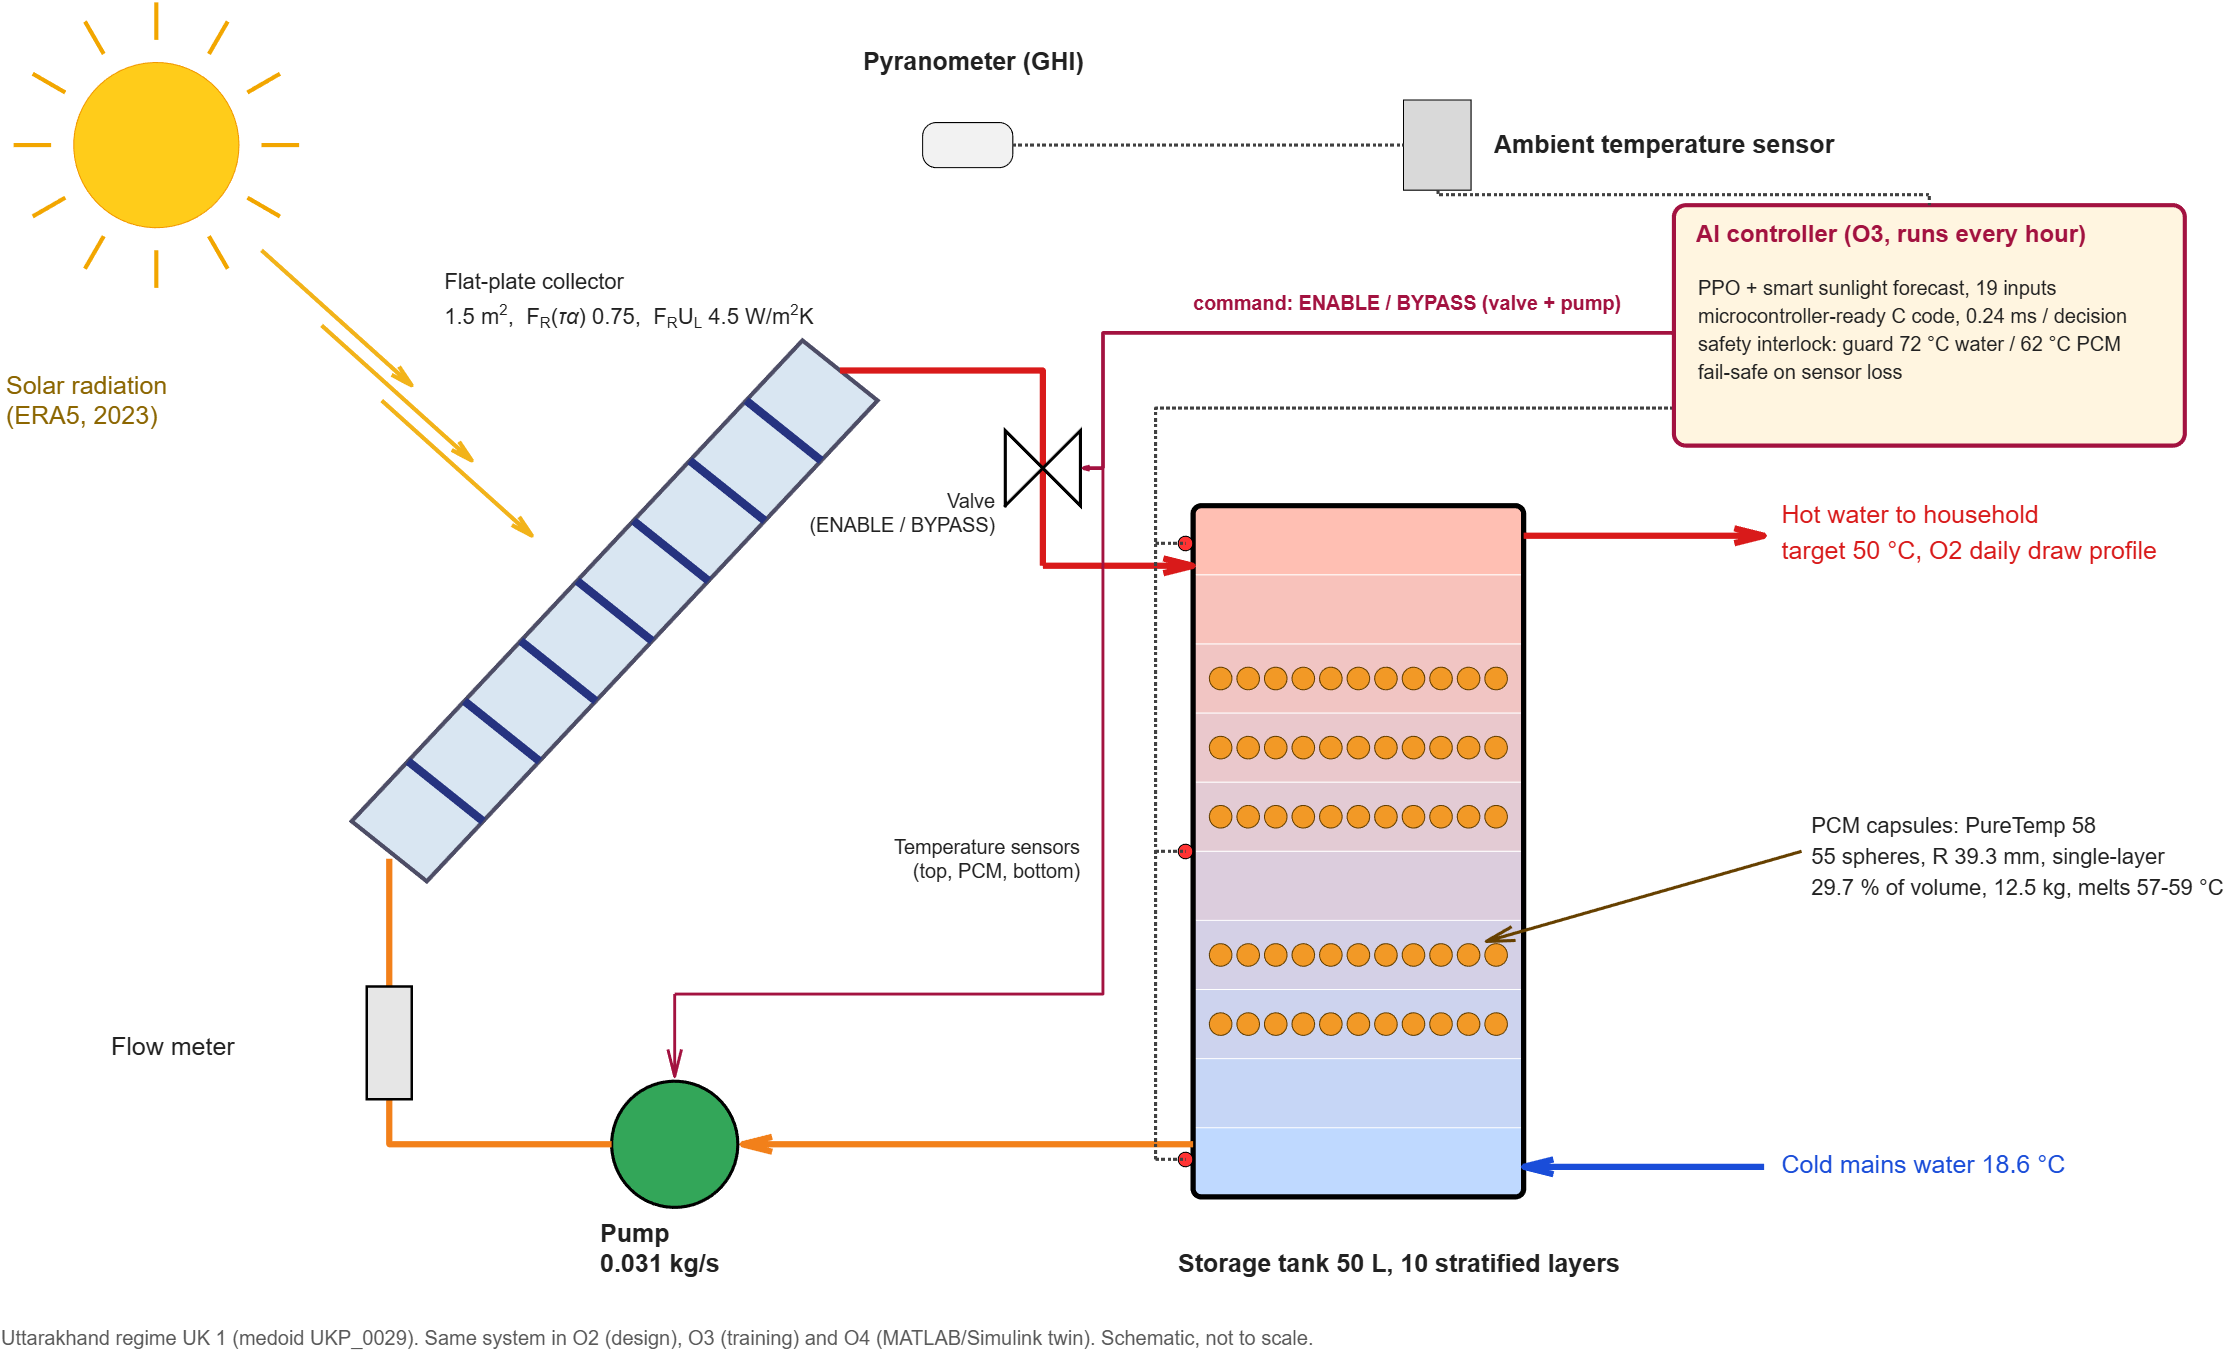 Pyranometer (GHI)
Ambient temperature sensor
AI controller (O3, runs every hour)
PPO + smart sunlight forecast, 19 inputs
microcontroller-ready C code, 0.24 ms / decision
safety interlock: guard 72 °C water / 62 °C PCM
fail-safe on sensor loss
Flat-plate collector
1.5 m², F_R(τα) 0.75, F_RU_L 4.5 W/m²K
command: ENABLE / BYPASS (valve + pump)
Solar radiation
(ERA5, 2023)
Valve
(ENABLE / BYPASS)
Hot water to household
target 50 °C, O2 daily draw profile
Temperature sensors
(top, PCM, bottom)
PCM capsules: PureTemp 58
55 spheres, R 39.3 mm, single-layer
29.7 % of volume, 12.5 kg, melts 57-59 °C
Flow meter
Cold mains water 18.6 °C
Pump
0.031 kg/s
Storage tank 50 L, 10 stratified layers
Uttarakhand regime UK 1 (medoid UKP_0029). Same system in O2 (design), O3 (training) and O4 (MATLAB/Simulink twin). Schematic, not to scale.